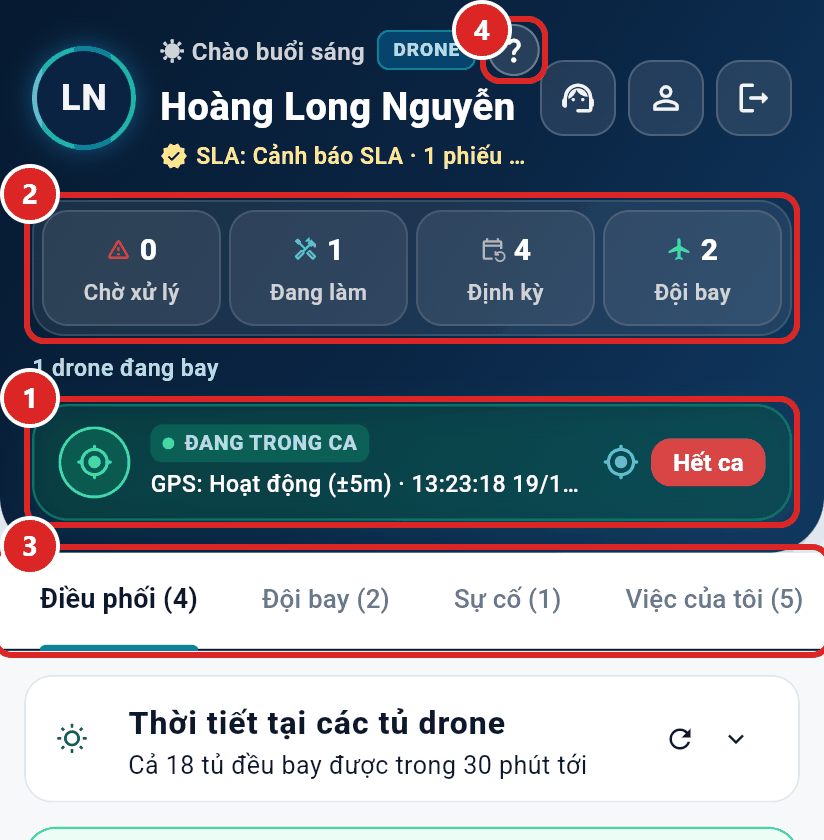 4
LN
Chào buổi sáng
DRONE
?
Hoàng Long Nguyễn
SLA: Cảnh báo SLA · 1 phiếu ...
2
0
Chờ xử lý
1
Đang làm
4
Định kỳ
2
Đội bay
1 drone đang bay
1
ĐANG TRONG CA
GPS: Hoạt động (±5m) · 13:23:18 19/1...
Hết ca
3
Điều phối (4)
Đội bay (2)
Sự cố (1)
Việc của tôi (5)
Thời tiết tại các tủ drone
Cả 18 tủ đều bay được trong 30 phút tới